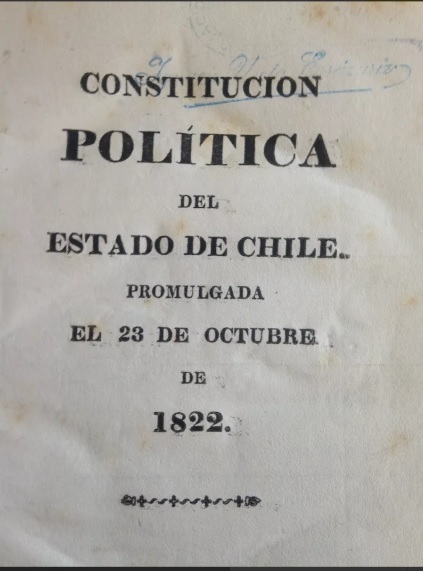 CONSTITUCION
POLÍTICA
DEL
ESTADO DE CHILE.
PROMULGADA
EL 23 DE OCTUBRE
DE
1822.